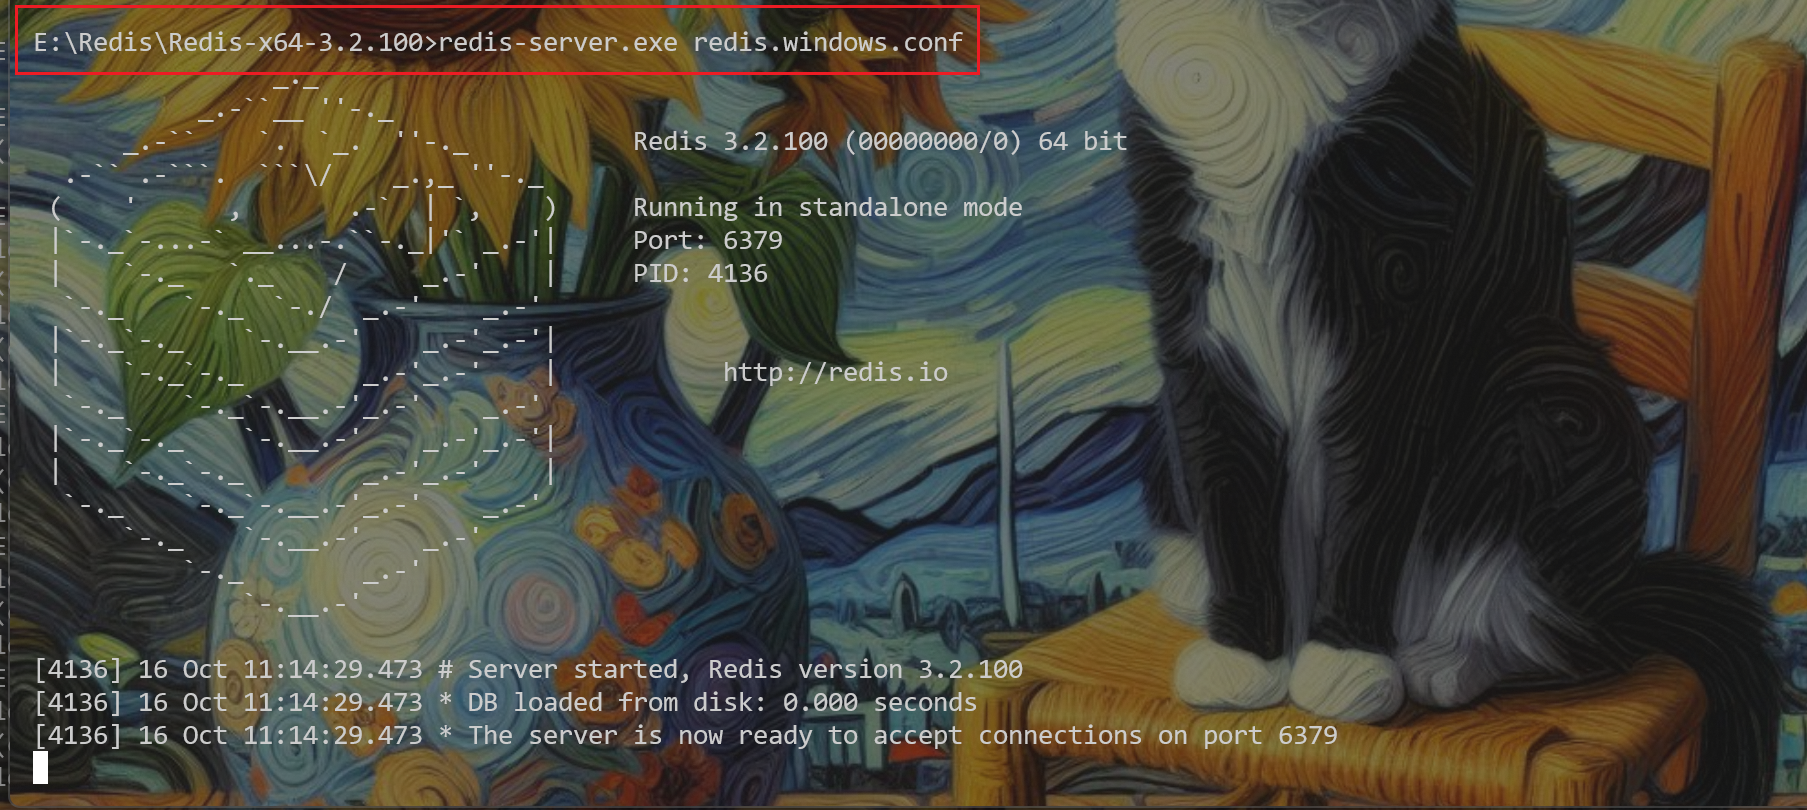 E:\Redis\Redis-x64-3.2.100>redis-server.exe redis.windows.conf
Redis 3.2.100 (00000000/0) 64 bit
Running in standalone mode
Port: 6379
PID: 4136
http://redis.io
[4136] 16 Oct 11:14:29.473 # Server started, Redis version 3.2.100
[4136] 16 Oct 11:14:29.473 * DB loaded from disk: 0.000 seconds
[4136] 16 Oct 11:14:29.473 * The server is now ready to accept connections on port 6379